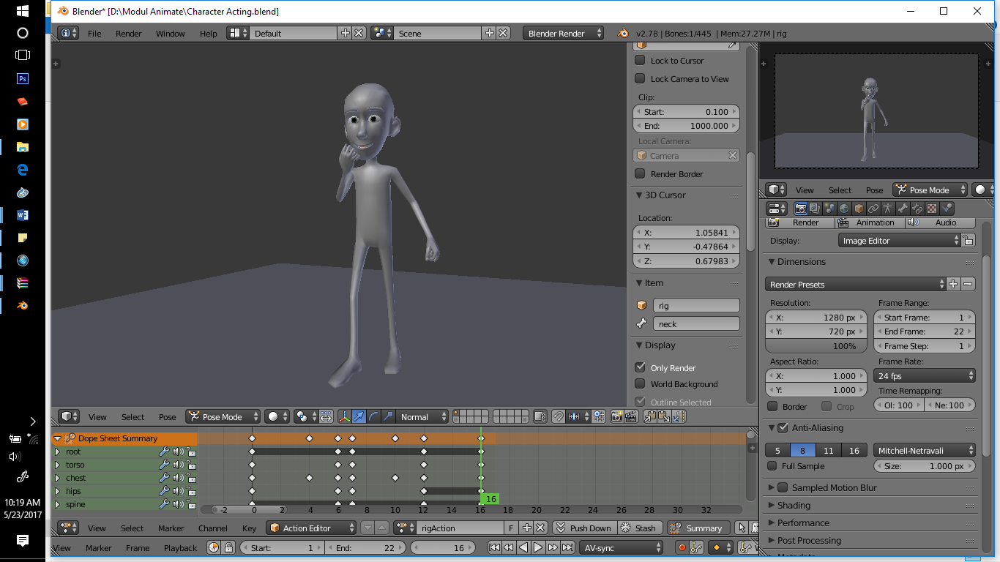 Blender* [D:\Modul Animate\Character Acting.blend]
File Render Window Help Default Scene Blender Render v2.78 | Bones:1/445 | Mem:27.27M | rig
Lock to Cursor
Lock Camera to View
Clip:
Start: 0.100
End: 1000.000
Local Camera:
Camera
Render Border
3D Cursor
Location:
X: 1.05841
Y: -0.47864
Z: 0.67983
Item
rig
neck
Display
Only Render
World Background
Outline Selected
View Select Pose Pose Mode Normal
View Select Pose Pose Mode
Render Animation Audio
Display: Image Editor
Dimensions
Render Presets
Resolution: Frame Range:
X: 1280 px Start Frame: 1
Y: 720 px End Frame: 22
100% Frame Step: 1
Aspect Ratio: Frame Rate:
X: 1.000 24 fps
Y: 1.000 Time Remapping:
Border Crop Ol: 100 Ne: 100
Anti-Aliasing
5 8 11 16 Mitchell-Netravali
Full Sample Size: 1.000 px
Sampled Motion Blur
Shading
Performance
Post Processing
Dope Sheet Summary
root
torso
chest
hips
spine
16
-2 0 2 4 6 8 10 12 14 16 18 20 22 24 26 28 30 32
View Select Marker Channel Key Action Editor rigAction F Push Down Stash Summary
View Marker Frame Playback Start: 1 End: 22 16 AV-sync
Ps
10:19 AM
5/23/2017